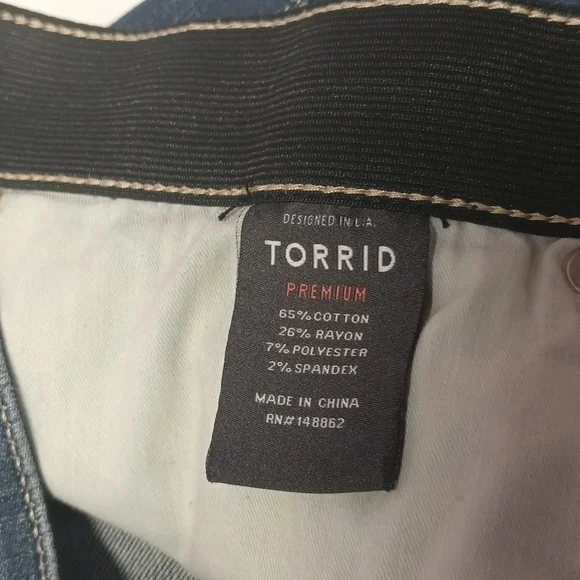 DESIGNED IN L.A.
TORRID
PREMIUM
65% COTTON
26% RAYON
7% POLYESTER
2% SPANDEX
MADE IN CHINA
RN#148862